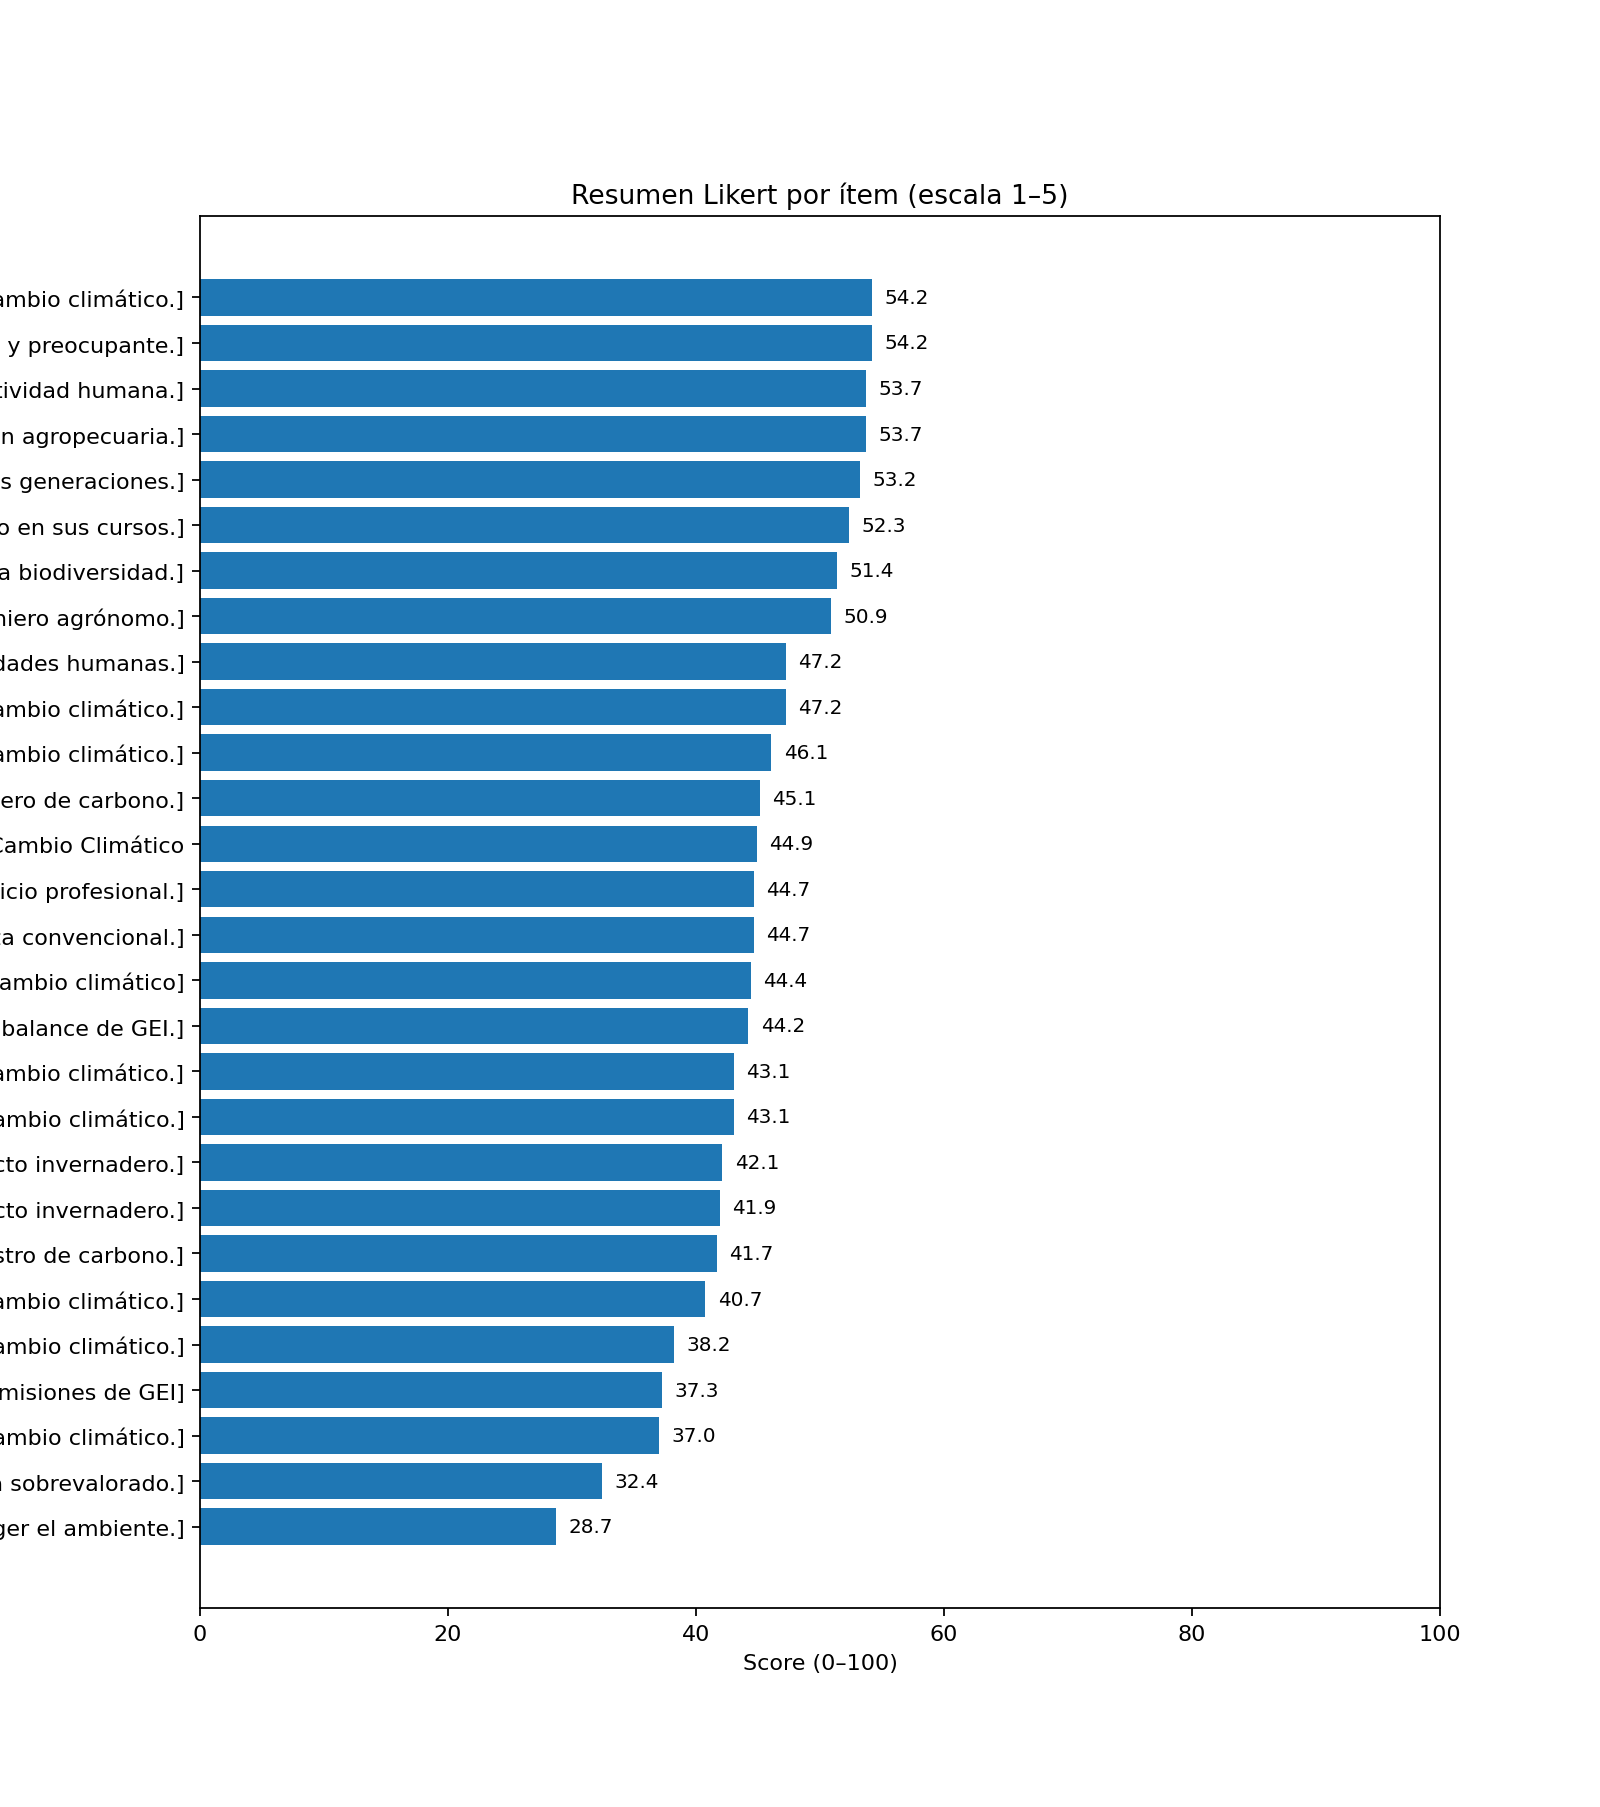 Resumen Likert por ítem (escala 1–5)
ambio climático.] 54.2
y preocupante.] 54.2
tividad humana.] 53.7
n agropecuaria.] 53.7
s generaciones.] 53.2
o en sus cursos.] 52.3
a biodiversidad.] 51.4
niero agrónomo.] 50.9
dades humanas.] 47.2
ambio climático.] 47.2
ambio climático.] 46.1
ero de carbono.] 45.1
Cambio Climático 44.9
icio profesional.] 44.7
a convencional.] 44.7
ambio climático] 44.4
balance de GEI.] 44.2
ambio climático.] 43.1
ambio climático.] 43.1
cto invernadero.] 42.1
cto invernadero.] 41.9
stro de carbono.] 41.7
ambio climático.] 40.7
ambio climático.] 38.2
misiones de GEI] 37.3
ambio climático.] 37.0
sobrevalorado.] 32.4
ger el ambiente.] 28.7
0 20 40 60 80 100
Score (0–100)